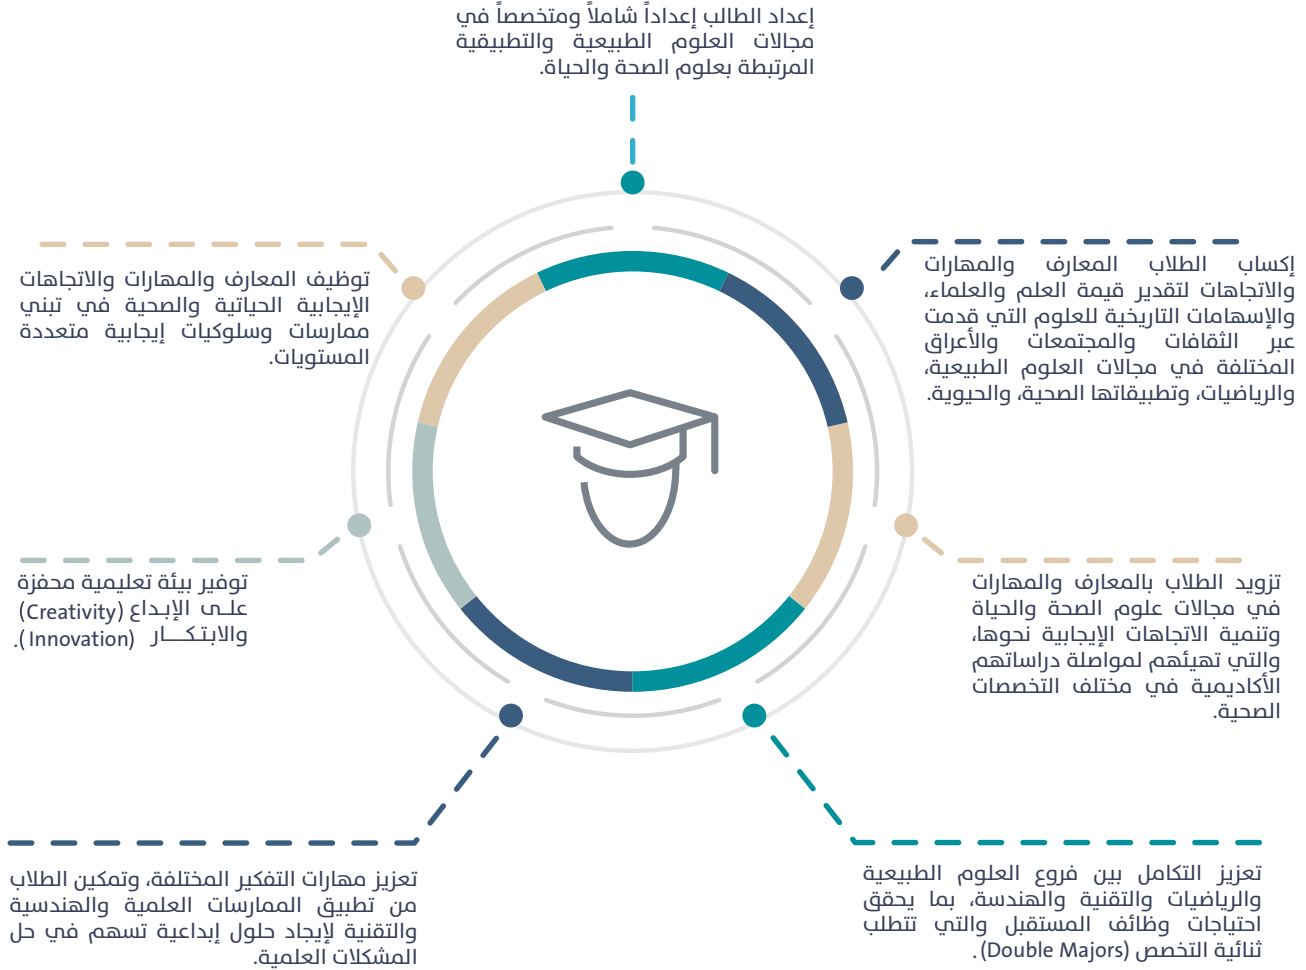 إعداد الطالب إعداداً شاملاً ومتخصصاً في
مجالات العلوم الطبيعية والتطبيقية
المرتبطة بعلوم الصحة والحياة.
إكساب الطلاب المعارف والمهارات
والاتجاهات لتقدير قيمة العلم والعلماء،
والإسهامات التاريخية للعلوم التي قدمت
عبر الثقافات والمجتمعات والأعراق
المختلفة في مجالات العلوم الطبيعية،
والرياضيات، وتطبيقاتها الصحية، والحيوية.
تزويد الطلاب بالمعارف والمهارات
في مجالات علوم الصحة والحياة
وتنمية الاتجاهات الإيجابية نحوها،
والتي تهيئهم لمواصلة دراساتهم
الأكاديمية في مختلف التخصصات
الصحية.
تعزيز التكامل بين فروع العلوم الطبيعية
والرياضيات والتقنية والهندسة، بما يحقق
احتياجات وظائف المستقبل والتي تتطلب
ثنائية التخصص (Double Majors).
تعزيز مهارات التفكير المختلفة، وتمكين الطلاب
من تطبيق الممارسات العلمية والهندسية
والتقنية لإيجاد حلول إبداعية تسهم في حل
المشكلات العلمية.
توفير بيئة تعليمية محفزة
علـى الإبـداع (Creativity)
والابتـكـــار (Innovation).
توظيف المعارف والمهارات والاتجاهات
الإيجابية الحياتية والصحية في تبني
ممارسات وسلوكيات إيجابية متعددة
المستويات.